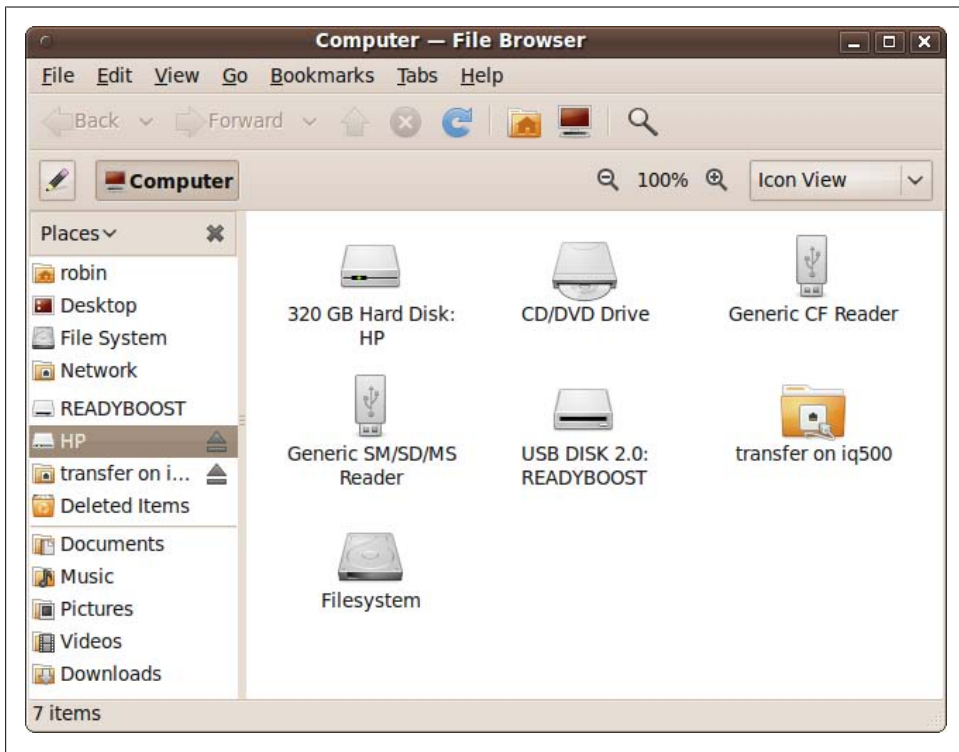 Computer — File Browser
File Edit View Go Bookmarks Tabs Help
Back Forward
Computer 100% Icon View
Places
robin
Desktop
File System
Network
READYBOOST
HP
transfer on i...
Deleted Items
Documents
Music
Pictures
Videos
Downloads
320 GB Hard Disk:
HP
CD/DVD Drive
Generic CF Reader
Generic SM/SD/MS
Reader
USB DISK 2.0:
READYBOOST
transfer on iq500
Filesystem
7 items